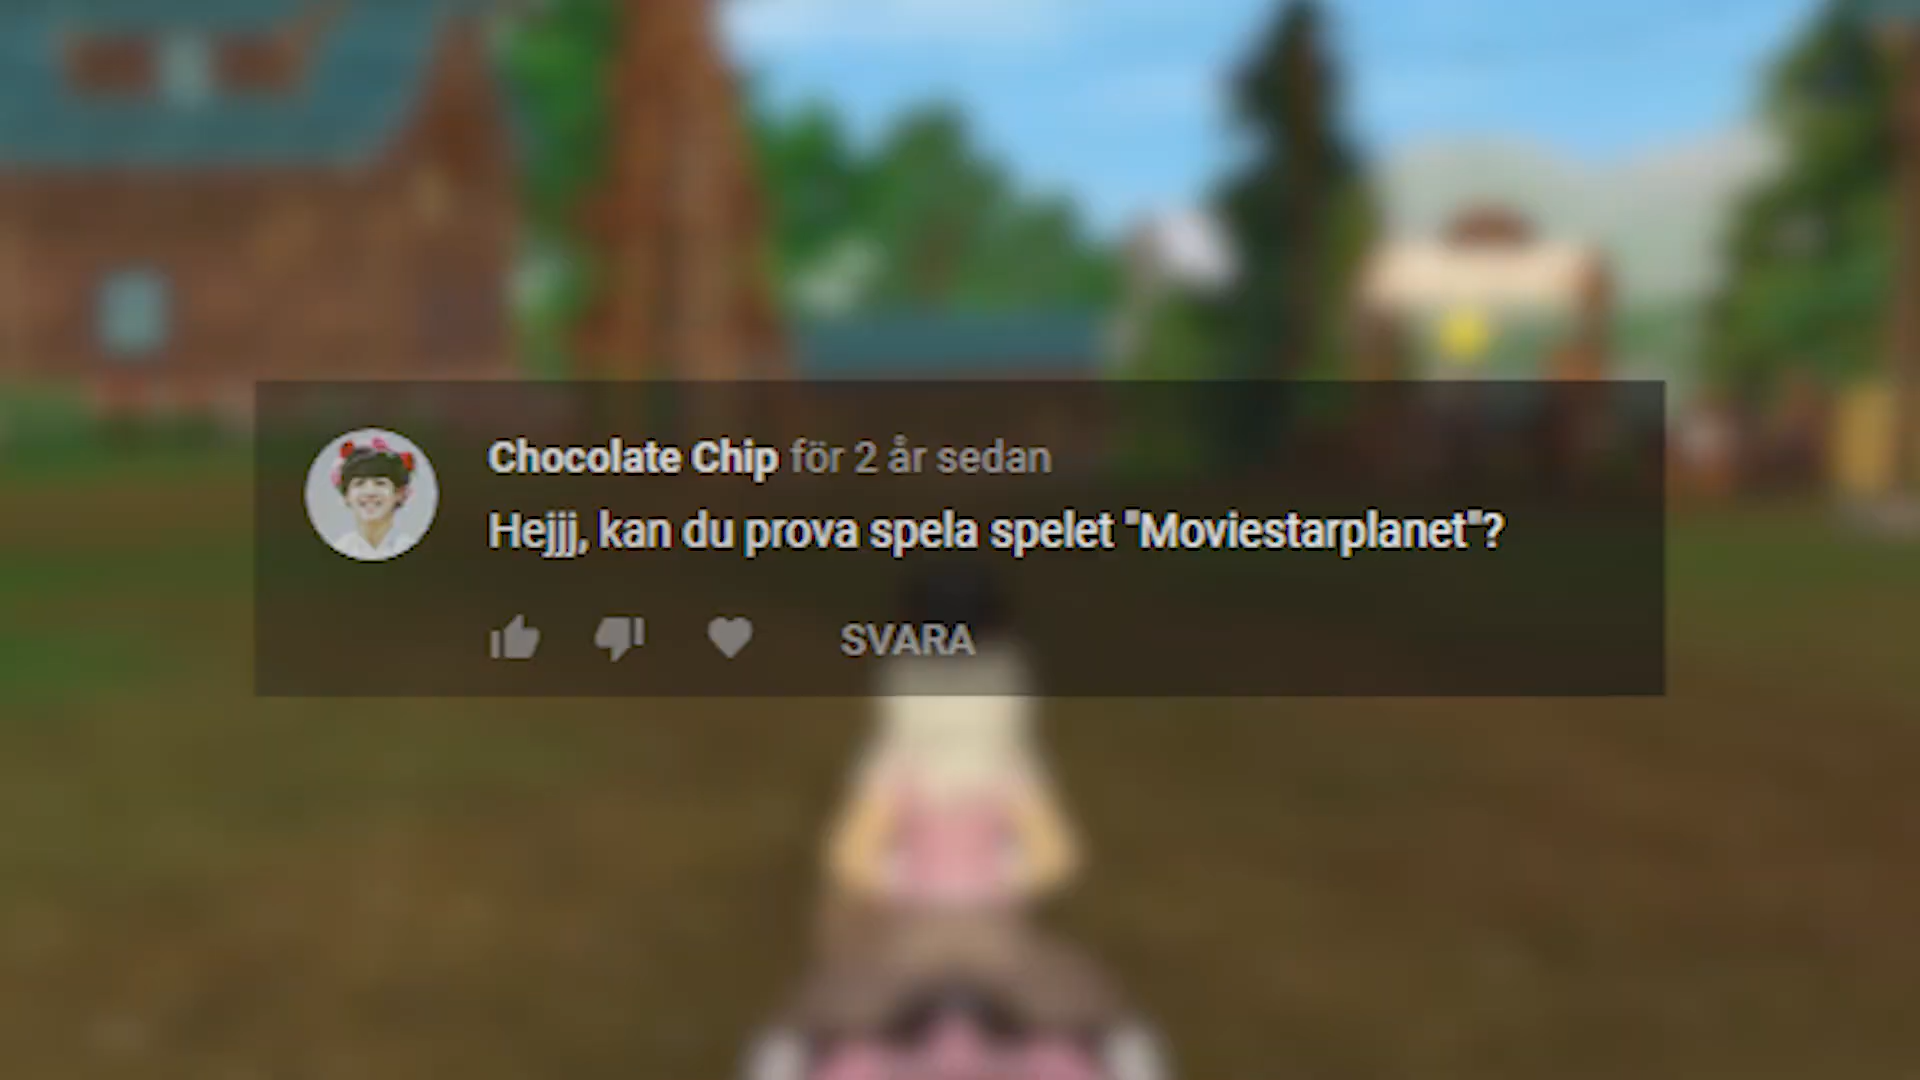 Chocolate Chip för 2 år sedan
Hejjj, kan du prova spela spelet "Moviestarplanet"?
SVARA